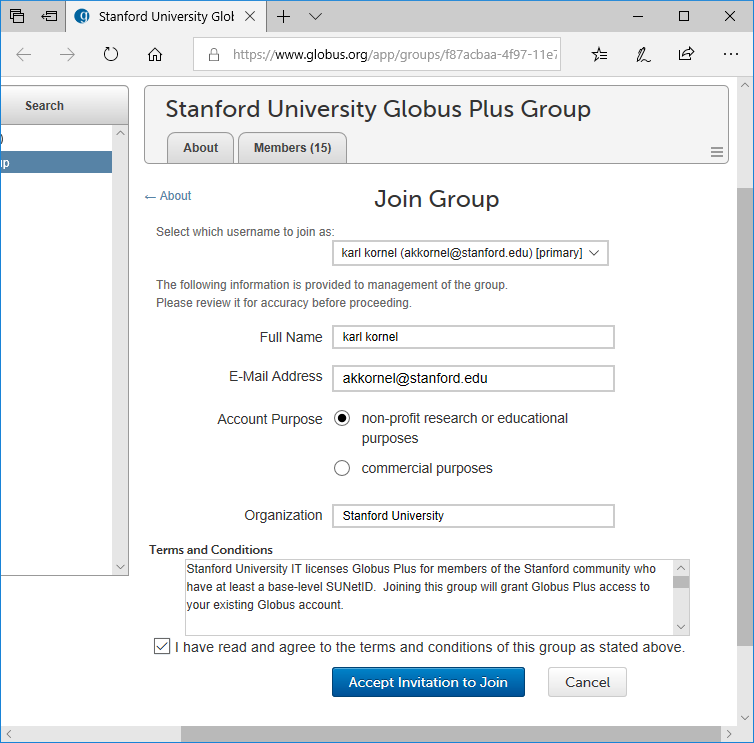 Stanford University Glol
https://www.globus.org/app/groups/f87acbaa-4f97-11e7
Search
Stanford University Globus Plus Group
About
Members (15)
)
up
← About
Join Group
Select which username to join as:
karl kornel (akkornel@stanford.edu) [primary]
The following information is provided to management of the group.
Please review it for accuracy before proceeding.
Full Name
karl kornel
E-Mail Address
akkornel@stanford.edu
Account Purpose
non-profit research or educational
purposes
commercial purposes
Organization
Stanford University
Terms and Conditions
Stanford University IT licenses Globus Plus for members of the Stanford community who
have at least a base-level SUNetID.  Joining this group will grant Globus Plus access to
your existing Globus account.
I have read and agree to the terms and conditions of this group as stated above.
Accept Invitation to Join
Cancel